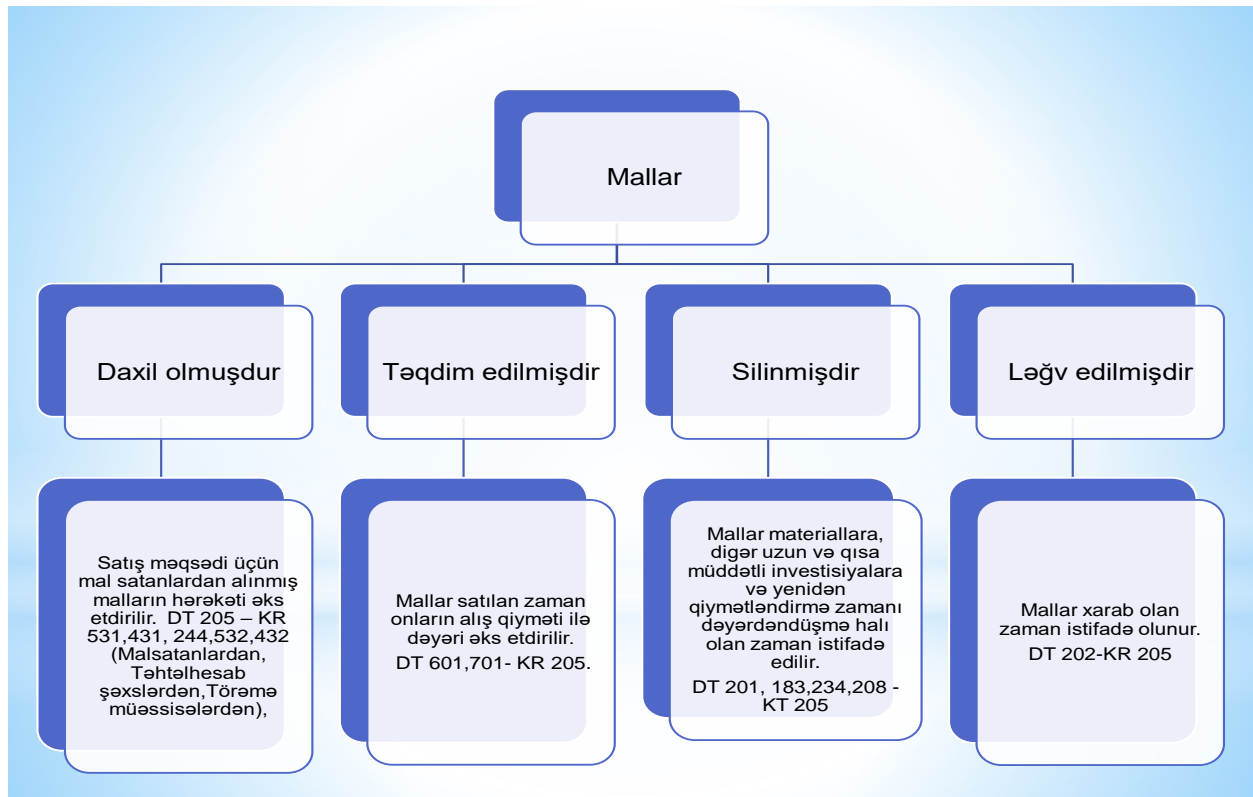 Mallar
Daxil olmuşdur
Təqdim edilmişdir
Silinmişdir
Ləğv edilmişdir
Satış məqsədi üçün
mal satanlardan alınmış
malların hərəkəti əks
etdirilir. DT 205 – KR
531,431, 244,532,432
(Malsatanlardan,
Təhtəlhesab
şəxslərdən,Törəmə
müəssisələrdən),
Mallar satılan zaman
onların alış qiyməti ilə
dəyəri əks etdirilir.
DT 601,701- KR 205.
Mallar materiallara,
digər uzun və qısa
müddətli investisiyalara
və yenidən
qiymətləndirmə zamanı
dəyərdəndüşmə halı
olan zaman istifadə
edilir.
DT 201, 183,234,208 -
KT 205
Mallar xarab olan
zaman istifadə olunur.
DT 202-KR 205